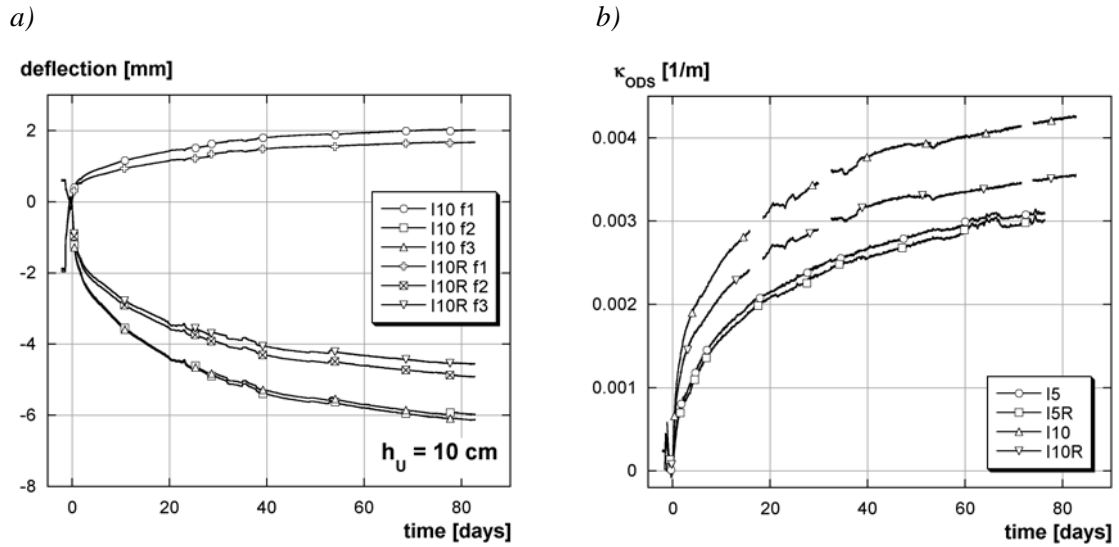 a)
b)
deflection [mm]
2
0
-2
-4
-6
-8
0
20
40
60
80
time [days]
I10 f1
I10 f2
I10 f3
I10R f1
I10R f2
I10R f3
h_U = 10 cm
κ_ODS [1/m]
0.004
0.003
0.002
0.001
0
0
20
40
60
80
time [days]
I5
I5R
I10
I10R